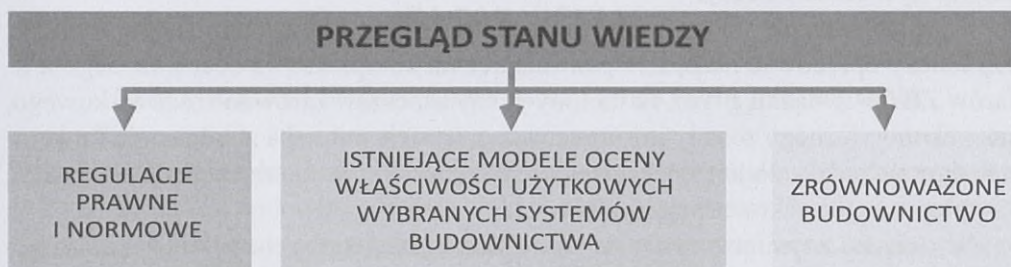 PRZEGLĄD STANU WIEDZY
REGULACJE
PRAWNE
I NORMOWE
ISTNIEJĄCE MODELE OCENY
WŁAŚCIWOŚCI UŻYTKOWYCH
WYBRANYCH SYSTEMÓW
BUDOWNICTWA
ZRÓWNOWAŻONE
BUDOWNICTWO